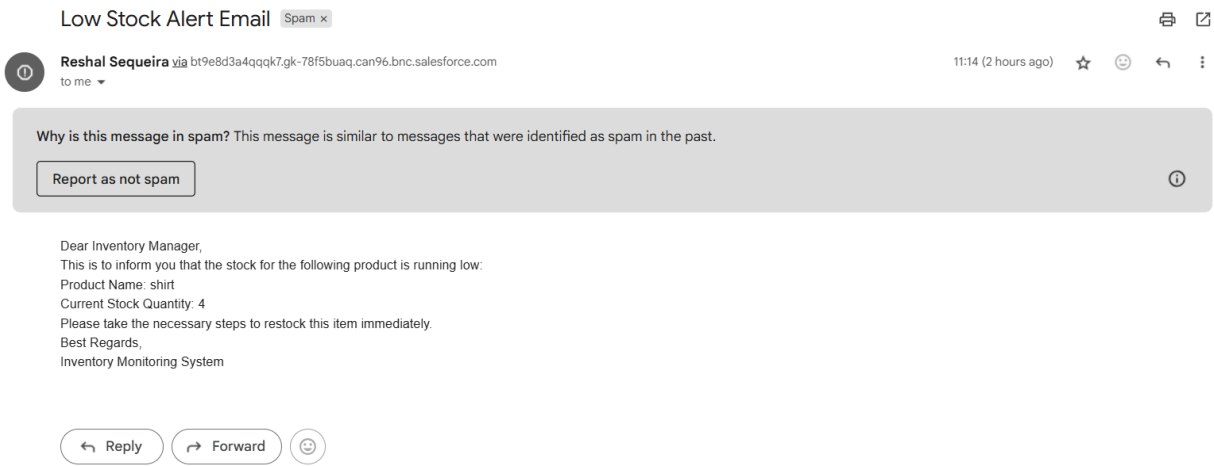 Low Stock Alert Email Spam ×
Reshal Sequeira via bt9e8d3a4qqqk7.gk-78f5buaq.can96.bnc.salesforce.com 11:14 (2 hours ago)
to me
Why is this message in spam? This message is similar to messages that were identified as spam in the past.
Report as not spam
Dear Inventory Manager,
This is to inform you that the stock for the following product is running low:
Product Name: shirt
Current Stock Quantity: 4
Please take the necessary steps to restock this item immediately.
Best Regards,
Inventory Monitoring System
Reply Forward